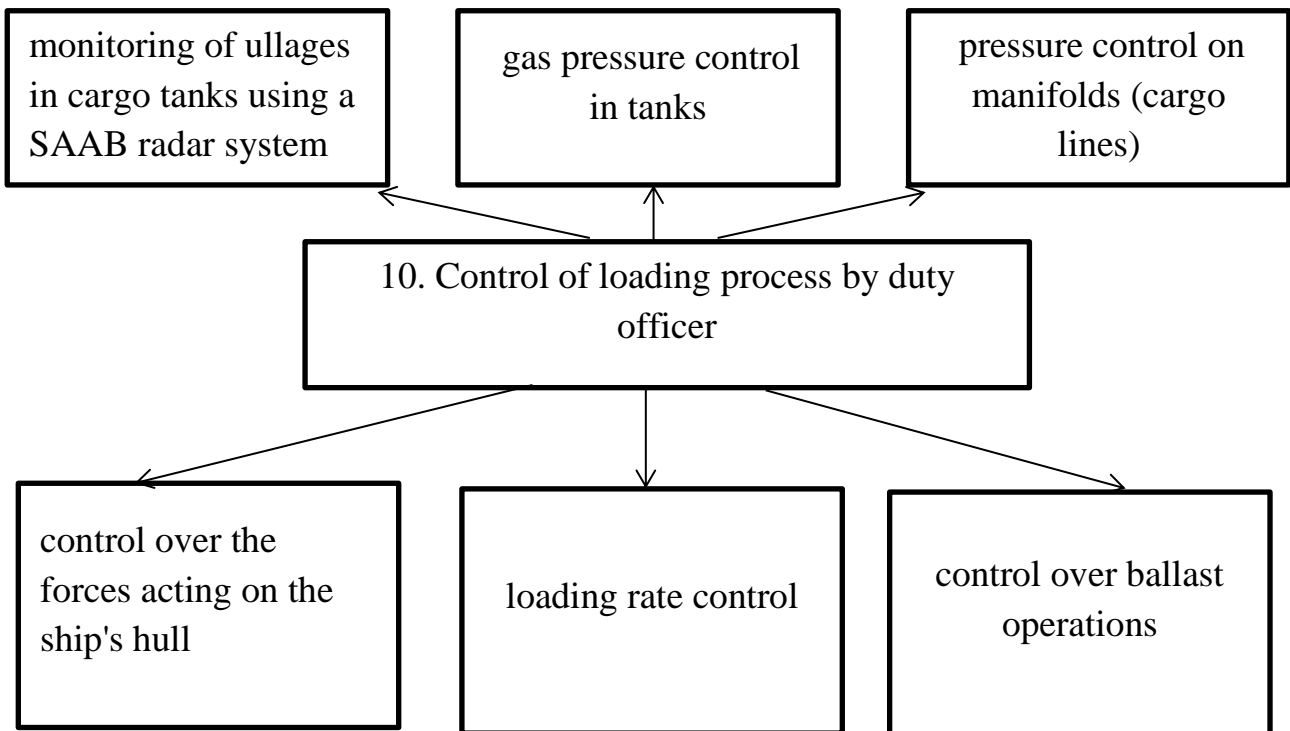 monitoring of ullages
in cargo tanks using a
SAAB radar system
gas pressure control
in tanks
pressure control on
manifolds (cargo
lines)
10. Control of loading process by duty
officer
control over the
forces acting on the
ship's hull
loading rate control
control over ballast
operations